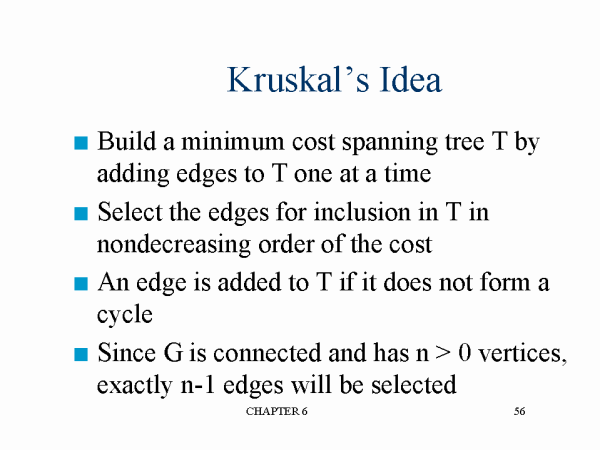 Kruskal's Idea
Build a minimum cost spanning tree T by
adding edges to T one at a time
Select the edges for inclusion in T in
nondecreasing order of the cost
An edge is added to T if it does not form a
cycle
Since G is connected and has n > 0 vertices,
exactly n-1 edges will be selected
CHAPTER 6 56